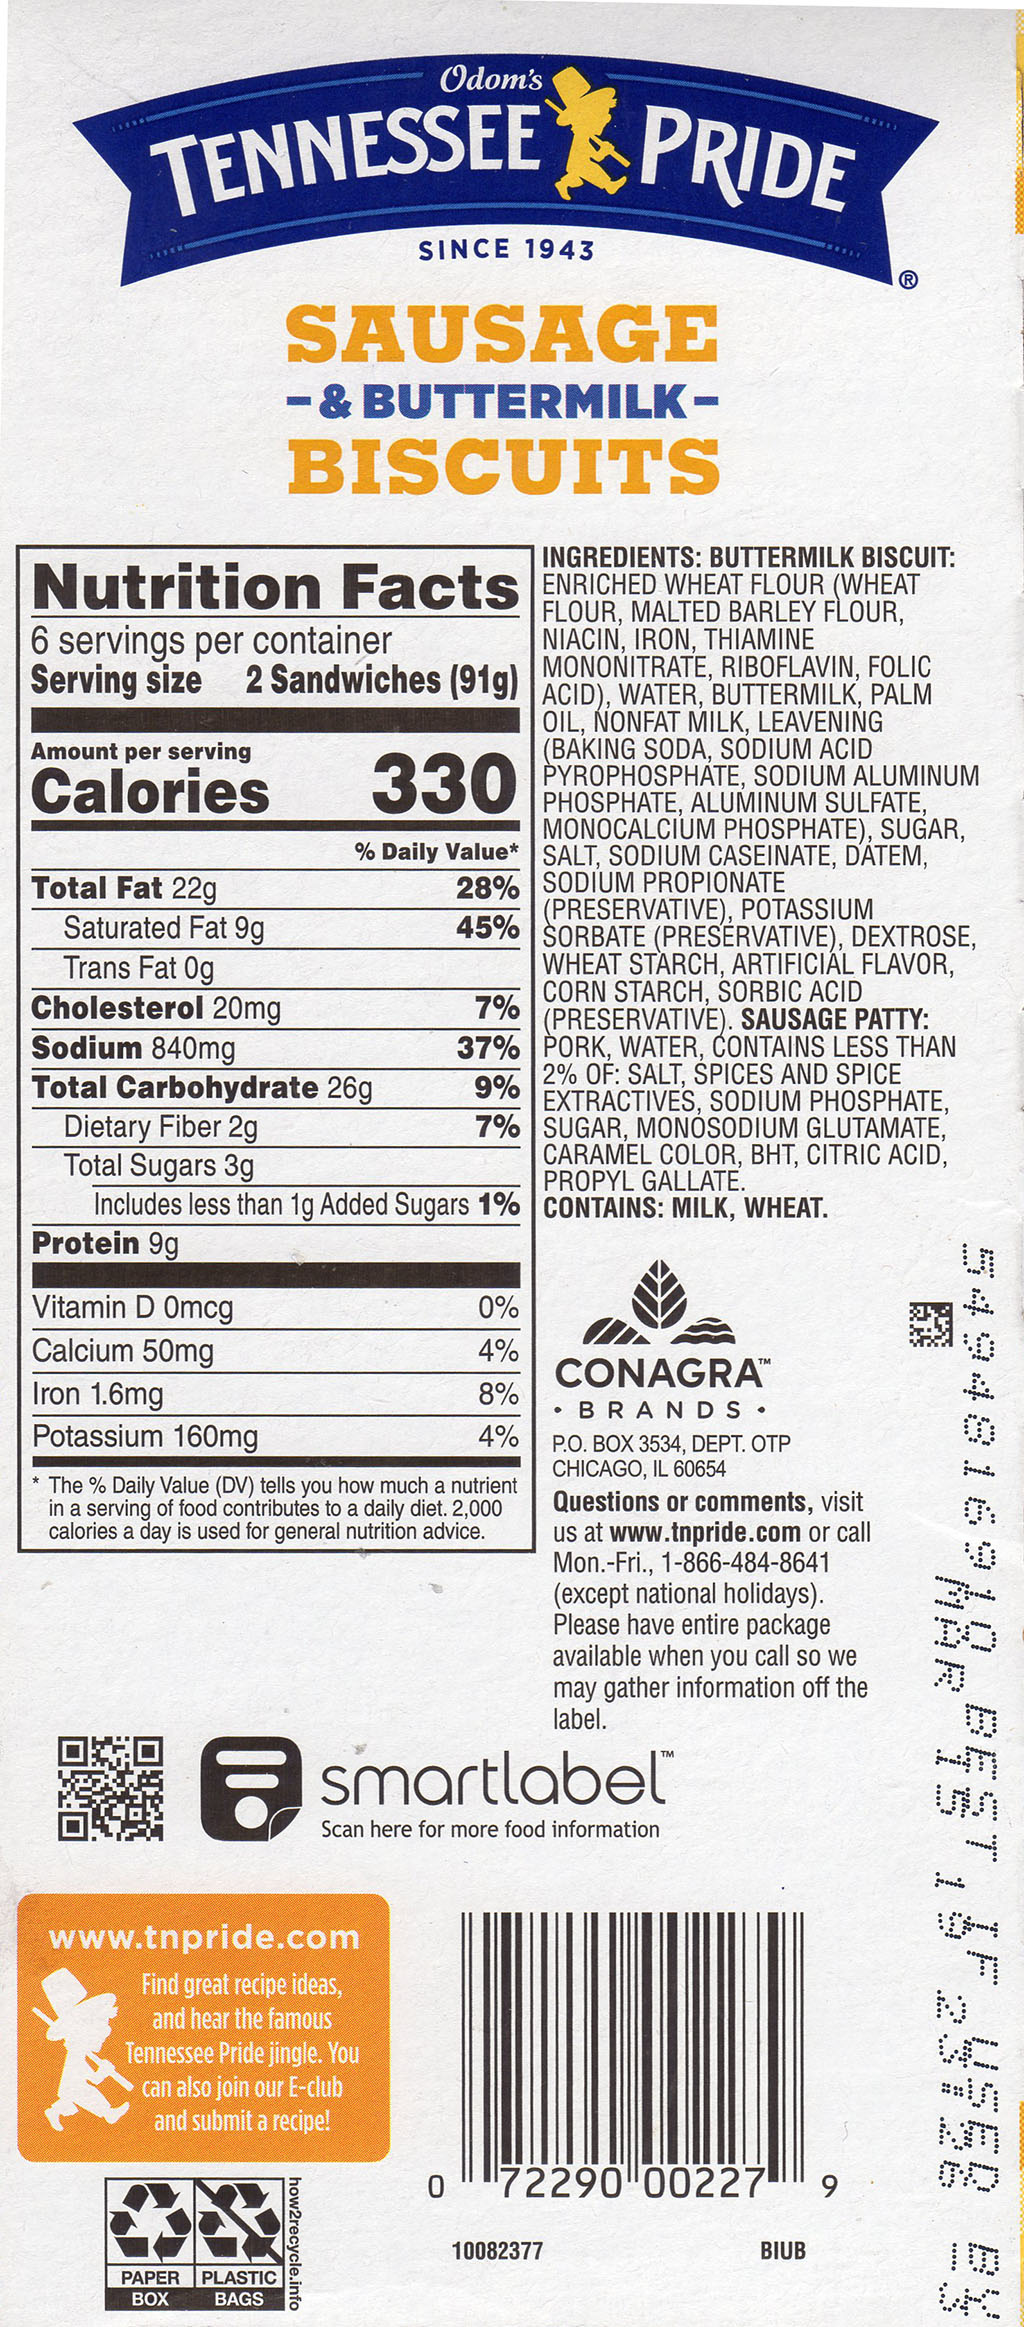 Odom's
TENNESSEE PRIDE
SINCE 1943
®
SAUSAGE
- & BUTTERMILK -
BISCUITS
Nutrition Facts
6 servings per container
Serving size 2 Sandwiches (91g)
Amount per serving
Calories 330
% Daily Value*
Total Fat 22g 28%
Saturated Fat 9g 45%
Trans Fat 0g
Cholesterol 20mg 7%
Sodium 840mg 37%
Total Carbohydrate 26g 9%
Dietary Fiber 2g 7%
Total Sugars 3g
Includes less than 1g Added Sugars 1%
Protein 9g
Vitamin D 0mcg 0%
Calcium 50mg 4%
Iron 1.6mg 8%
Potassium 160mg 4%
* The % Daily Value (DV) tells you how much a nutrient
in a serving of food contributes to a daily diet. 2,000
calories a day is used for general nutrition advice.
INGREDIENTS: BUTTERMILK BISCUIT:
ENRICHED WHEAT FLOUR (WHEAT
FLOUR, MALTED BARLEY FLOUR,
NIACIN, IRON, THIAMINE
MONONITRATE, RIBOFLAVIN, FOLIC
ACID), WATER, BUTTERMILK, PALM
OIL, NONFAT MILK, LEAVENING
(BAKING SODA, SODIUM ACID
PYROPHOSPHATE, SODIUM ALUMINUM
PHOSPHATE, ALUMINUM SULFATE,
MONOCALCIUM PHOSPHATE), SUGAR,
SALT, SODIUM CASEINATE, DATEM,
SODIUM PROPIONATE
(PRESERVATIVE), POTASSIUM
SORBATE (PRESERVATIVE), DEXTROSE,
WHEAT STARCH, ARTIFICIAL FLAVOR,
CORN STARCH, SORBIC ACID
(PRESERVATIVE). SAUSAGE PATTY:
PORK, WATER, CONTAINS LESS THAN
2% OF: SALT, SPICES AND SPICE
EXTRACTIVES, SODIUM PHOSPHATE,
SUGAR, MONOSODIUM GLUTAMATE,
CARAMEL COLOR, BHT, CITRIC ACID,
PROPYL GALLATE.
CONTAINS: MILK, WHEAT.
CONAGRA™
• BRANDS •
P.O. BOX 3534, DEPT. OTP
CHICAGO, IL 60654
Questions or comments, visit
us at www.tnpride.com or call
Mon.-Fri., 1-866-484-8641
(except national holidays).
Please have entire package
available when you call so we
may gather information off the
label.
smartlabel™
Scan here for more food information
www.tnpride.com
Find great recipe ideas,
and hear the famous
Tennessee Pride jingle. You
can also join our E-club
and submit a recipe!
0 72290 00227 9
10082377 BIUB
PAPER PLASTIC
BOX BAGS
how2recycle.info